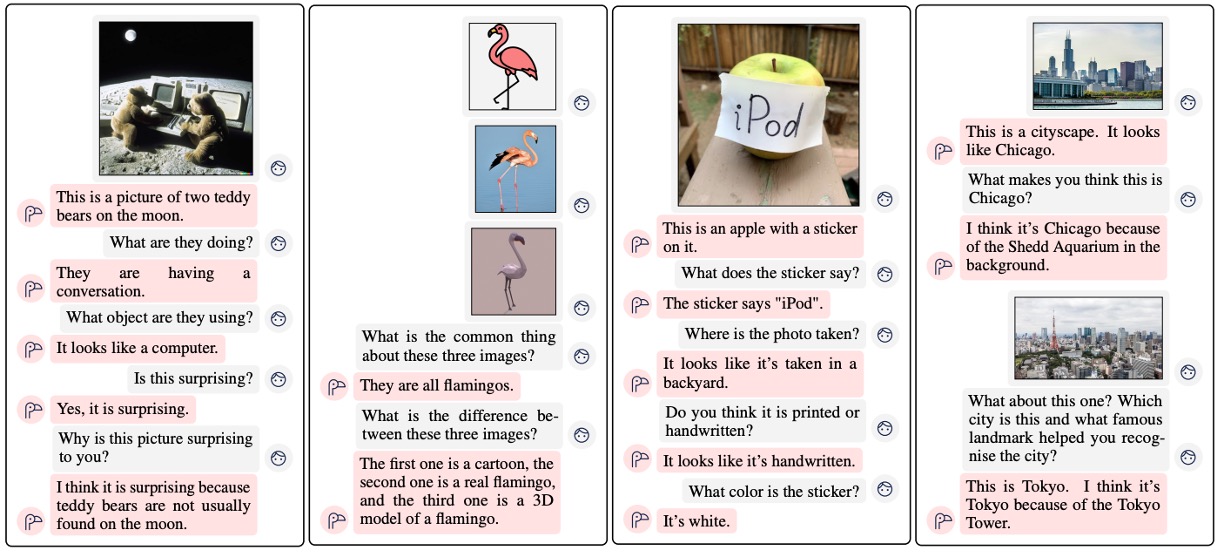 This is a picture of two teddy
bears on the moon.
What are they doing?
They are having a
conversation.
What object are they using?
It looks like a computer.
Is this surprising?
Yes, it is surprising.
Why is this picture surprising
to you?
I think it is surprising because
teddy bears are not usually
found on the moon.
What is the common thing
about these three images?
They are all flamingos.
What is the difference be-
tween these three images?
The first one is a cartoon, the
second one is a real flamingo,
and the third one is a 3D
model of a flamingo.
iPod
This is an apple with a sticker
on it.
What does the sticker say?
The sticker says "iPod".
Where is the photo taken?
It looks like it's taken in a
backyard.
Do you think it is printed or
handwritten?
It looks like it's handwritten.
What color is the sticker?
It's white.
This is a cityscape. It looks
like Chicago.
What makes you think this is
Chicago?
I think it's Chicago because
of the Shedd Aquarium in the
background.
What about this one? Which
city is this and what famous
landmark helped you recog-
nise the city?
This is Tokyo. I think it's
Tokyo because of the Tokyo
Tower.